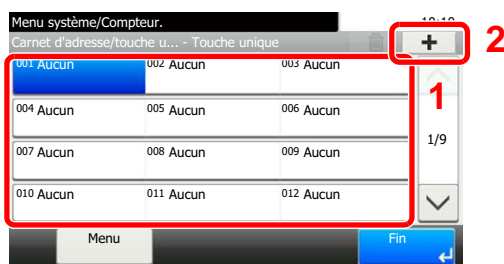 Menu système/Compteur. 10:10
Carnet d'adresse/touche u... - Touche unique + 2
001 Aucun 002 Aucun 003 Aucun
1
004 Aucun 005 Aucun 006 Aucun
1/9
007 Aucun 008 Aucun 009 Aucun
010 Aucun 011 Aucun 012 Aucun
Menu Fin